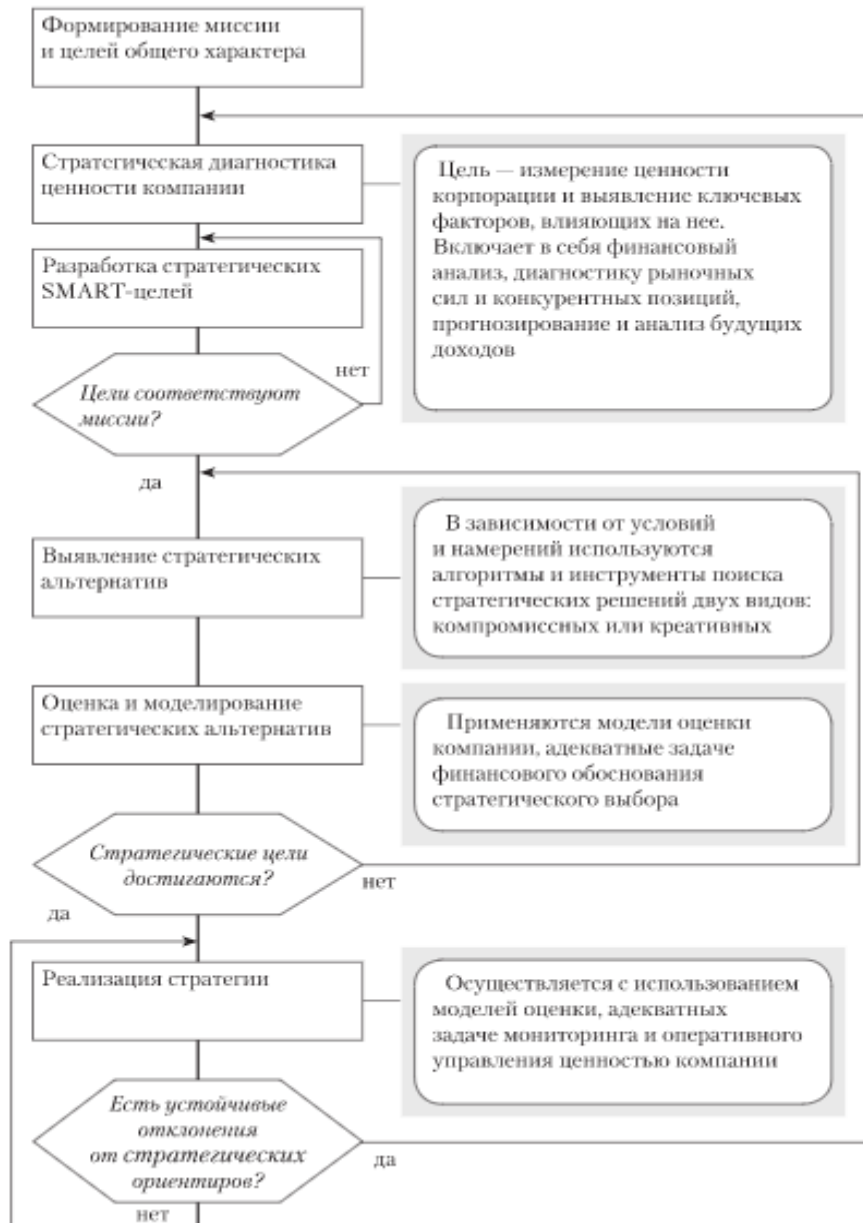 Формирование миссии
и целей общего характера
Стратегическая диагностика
ценности компании
Цель — измерение ценности
корпорации и выявление ключевых
факторов, влияющих на нее.
Включает в себя финансовый
анализ, диагностику рыночных
сил и конкурентных позиций,
прогнозирование и анализ будущих
доходов
Разработка стратегических
SMART-целей
нет
Цели соответствуют
миссии?
да
В зависимости от условий
и намерений используются
алгоритмы и инструменты поиска
стратегических решений двух видов:
компромиссных или креативных
Выявление стратегических
альтернатив
Оценка и моделирование
стратегических альтернатив
Применяются модели оценки
компании, адекватные задаче
финансового обоснования
стратегического выбора
Стратегические цели
достигаются?
нет
да
Реализация стратегии
Осуществляется с использованием
моделей оценки, адекватных
задаче мониторинга и оперативного
управления ценностью компании
Есть устойчивые
отклонения
от стратегических
ориентиров?
да
нет